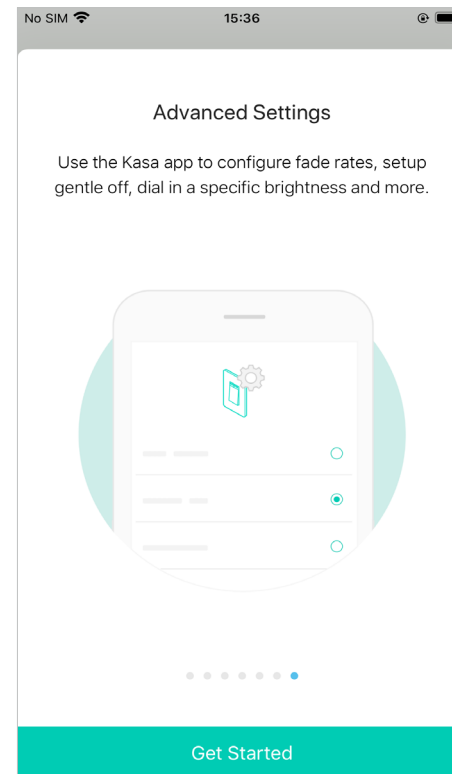 No SIM 15:36
Advanced Settings
Use the Kasa app to configure fade rates, setup
gentle off, dial in a specific brightness and more.
Get Started